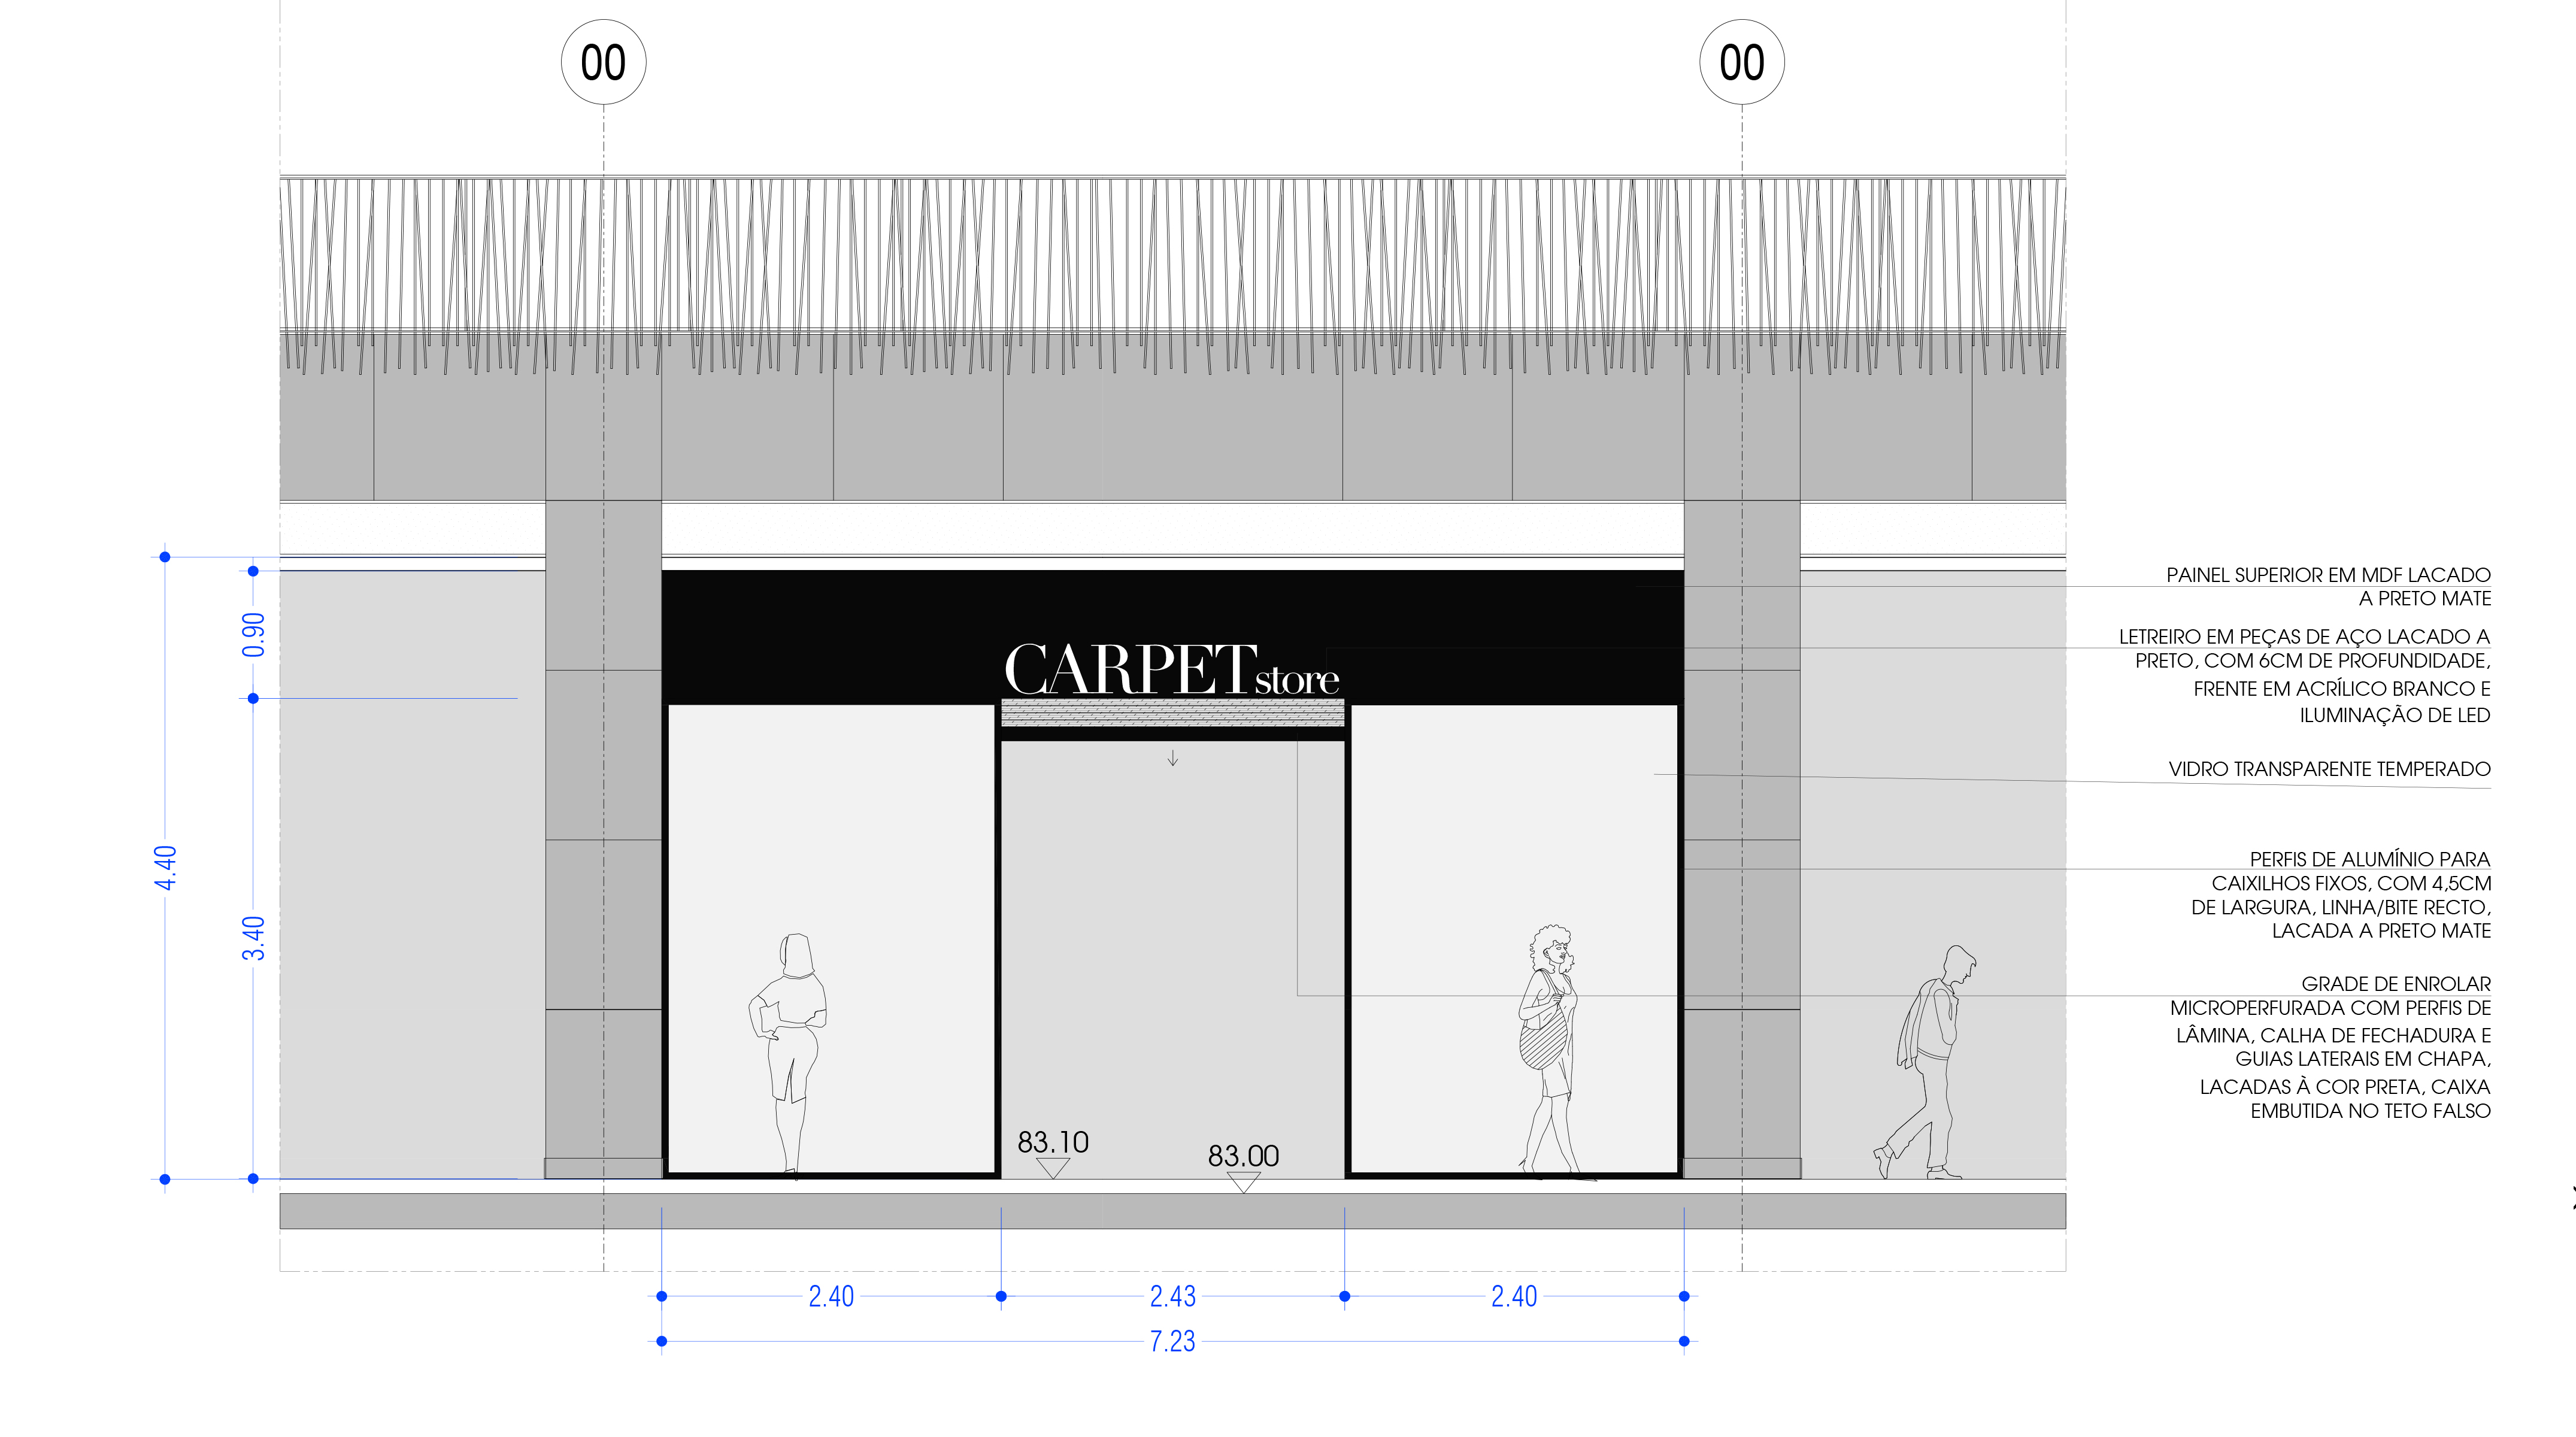 00
00
PAINEL SUPERIOR EM MDF LACADO
A PRETO MATE
LETREIRO EM PEÇAS DE AÇO LACADO A
PRETO, COM 6CM DE PROFUNDIDADE,
FRENTE EM ACRÍLICO BRANCO E
ILUMINAÇÃO DE LED
VIDRO TRANSPARENTE TEMPERADO
PERFIS DE ALUMÍNIO PARA
CAIXILHOS FIXOS, COM 4,5CM
DE LARGURA, LINHA/BITE RECTO,
LACADA A PRETO MATE
GRADE DE ENROLAR
MICROPERFURADA COM PERFIS DE
LÂMINA, CALHA DE FECHADURA E
GUIAS LATERAIS EM CHAPA,
LACADAS À COR PRETA, CAIXA
EMBUTIDA NO TETO FALSO
CARPET store
0.90
4.40
3.40
83.10
83.00
2.40
2.43
2.40
7.23